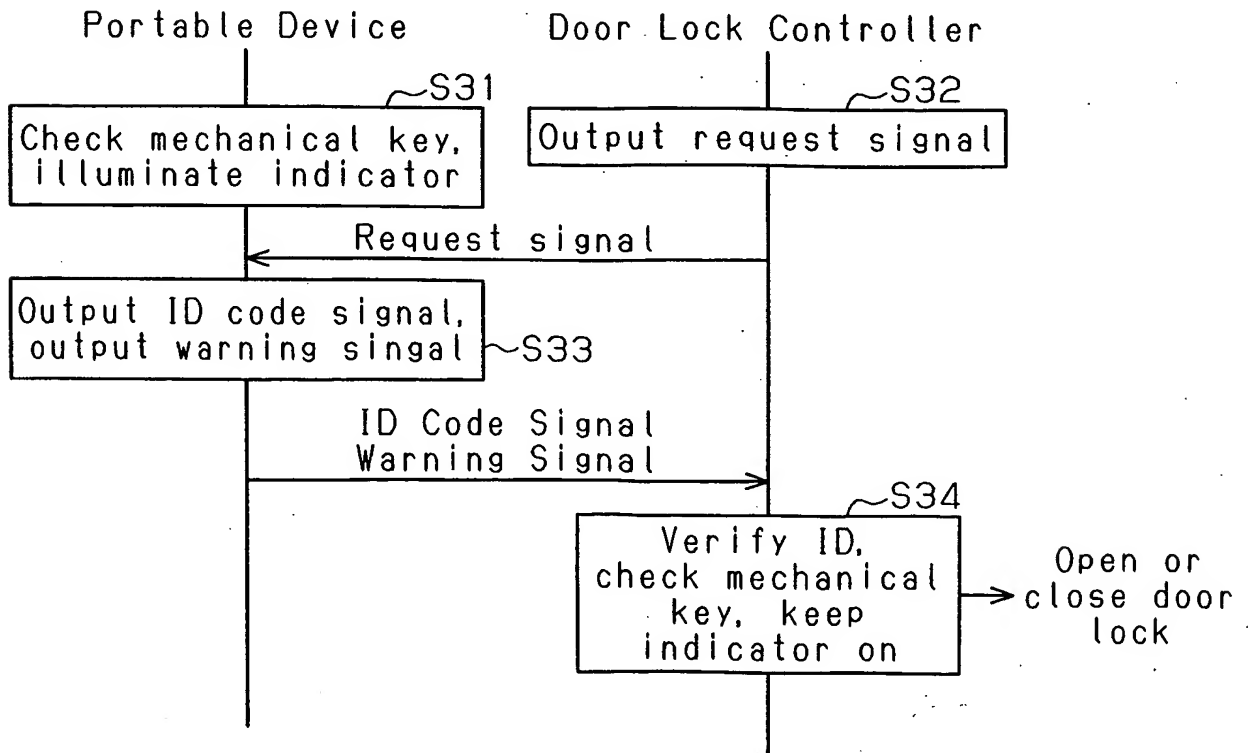 Portable Device
Door Lock Controller
S31
S32
Check mechanical key,
illuminate indicator
Output request signal
Request signal
Output ID code signal,
output warning singal
S33
ID Code Signal
Warning Signal
S34
Verify ID,
check mechanical
key, keep
indicator on
Open or
close door
lock